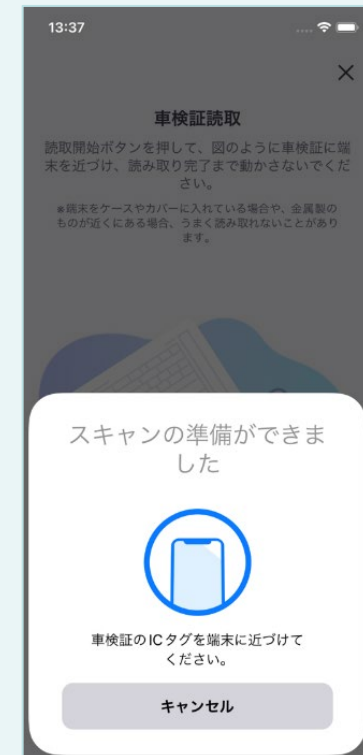 13:37
車検証読取
読取開始ボタンを押して、図のように車検証に端
末を近づけ、読み取り完了まで動かさないでくだ
さい。
※端末をケースやカバーに入れている場合や、金属製の
ものが近くにある場合、うまく読み取れないことがあり
ます。
スキャンの準備ができま
した
車検証のICタグを端末に近づけて
ください。
キャンセル